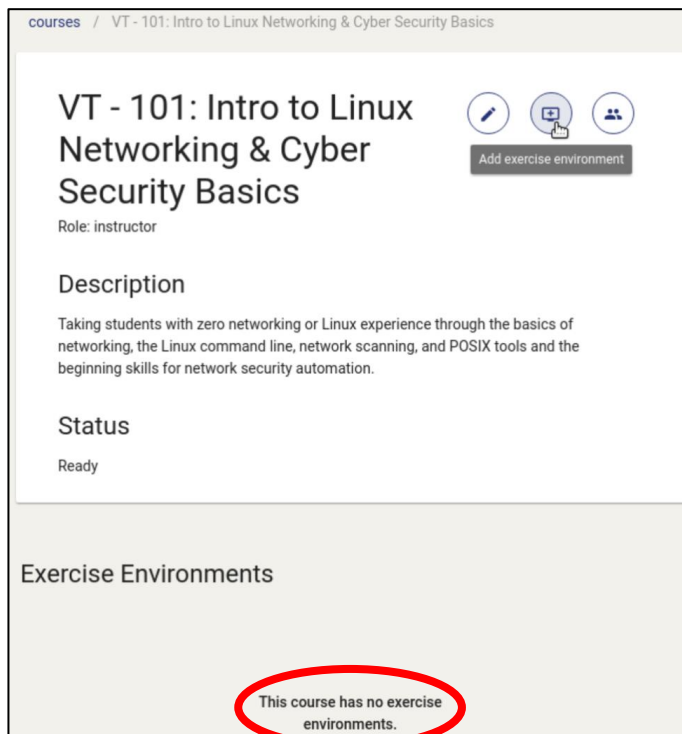 courses / VT - 101: Intro to Linux Networking & Cyber Security Basics
VT - 101: Intro to Linux
Networking & Cyber
Security Basics
Add exercise environment
Role: instructor
Description
Taking students with zero networking or Linux experience through the basics of
networking, the Linux command line, network scanning, and POSIX tools and the
beginning skills for network security automation.
Status
Ready
Exercise Environments
This course has no exercise
environments.